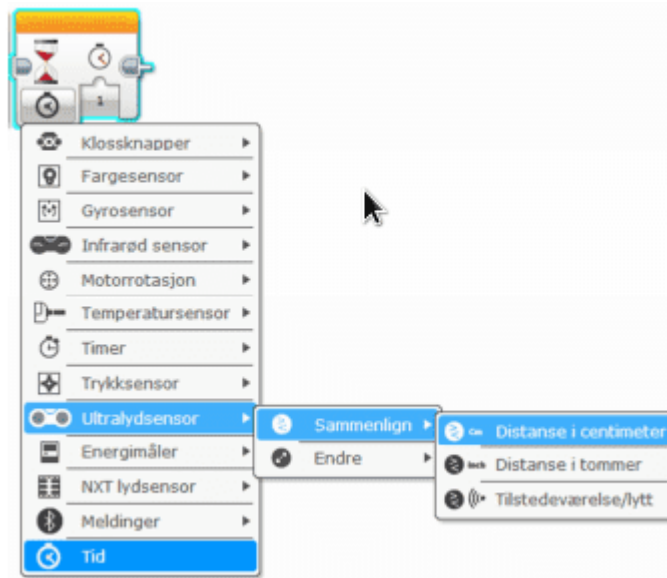 1
Klossknapper
Fargesensor
Gyrosensor
Infrarød sensor
Motorrotasjon
Temperatursensor
Timer
Trykksensor
Ultralydsensor
Energimåler
NXT lydsensor
Meldinger
Tid
Sammenlign
Endre
Cm Distanse i centimeter
Inch Distanse i tommer
Tilstedeværelse/lytt